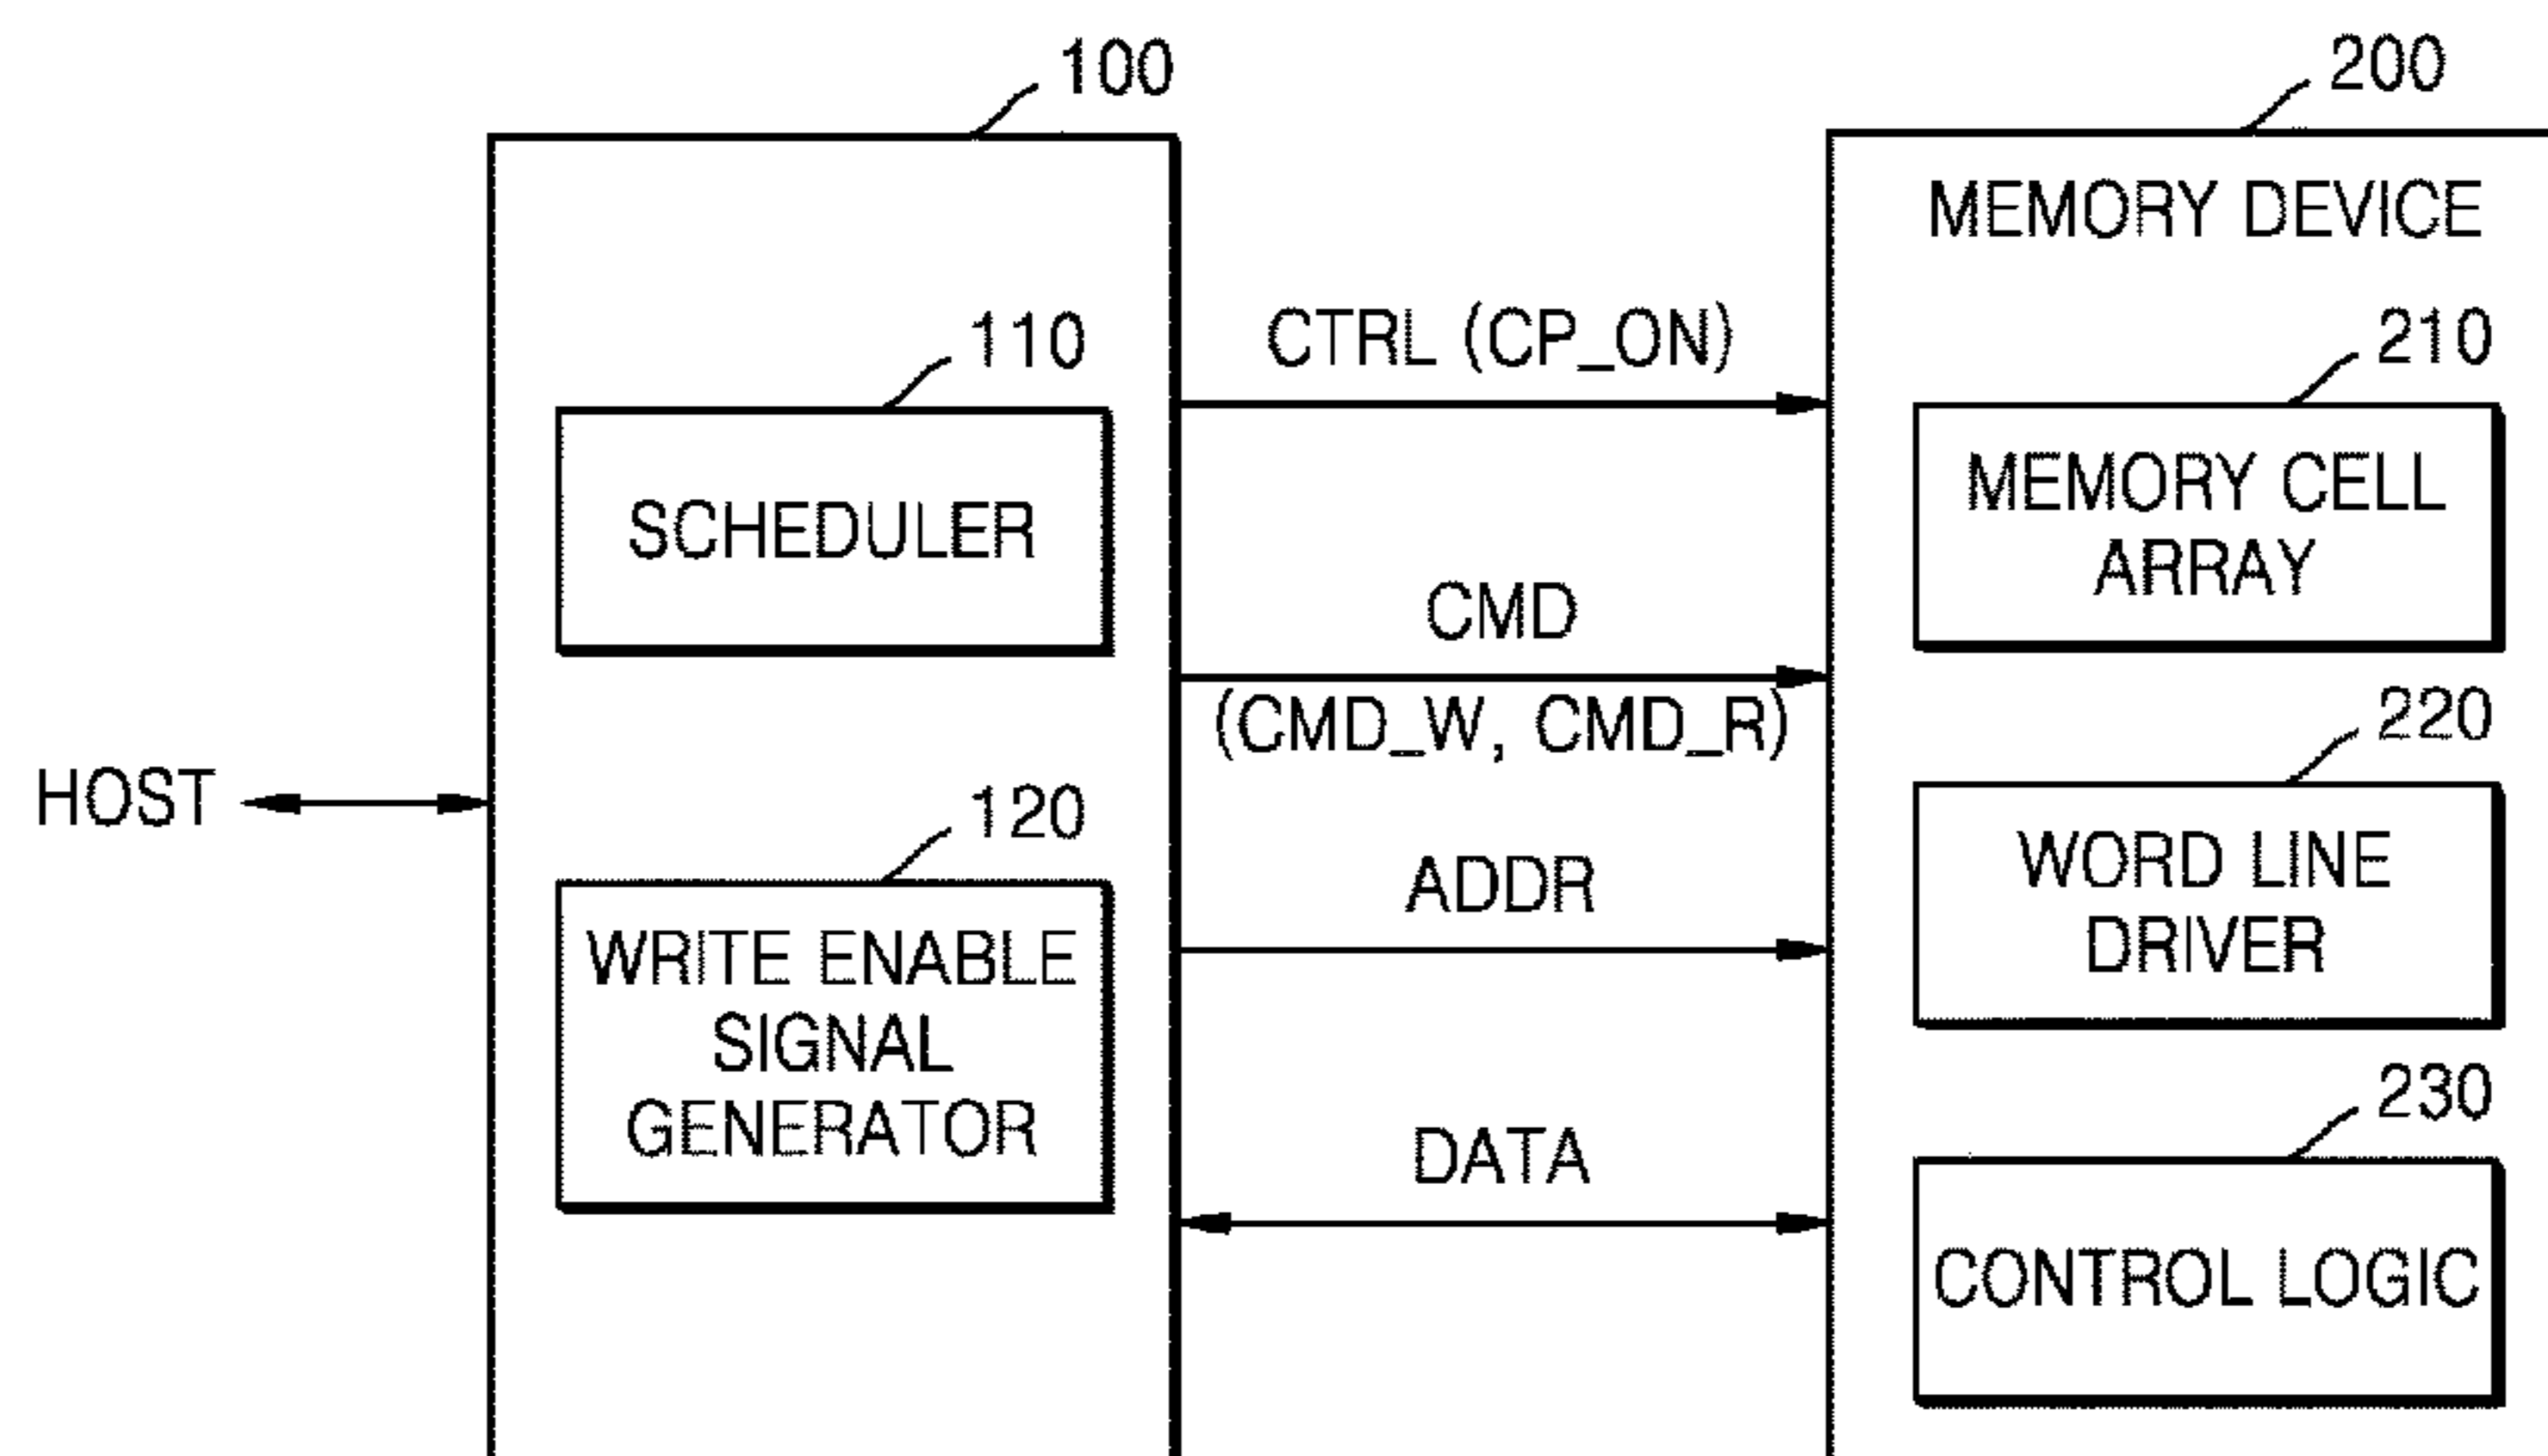 100
200
MEMORY DEVICE
110
CTRL (CP_ON)
210
SCHEDULER
MEMORY CELL
ARRAY
CMD
(CMD_W, CMD_R)
220
HOST
120
WORD LINE
DRIVER
ADDR
WRITE ENABLE
SIGNAL
GENERATOR
230
DATA
CONTROL LOGIC